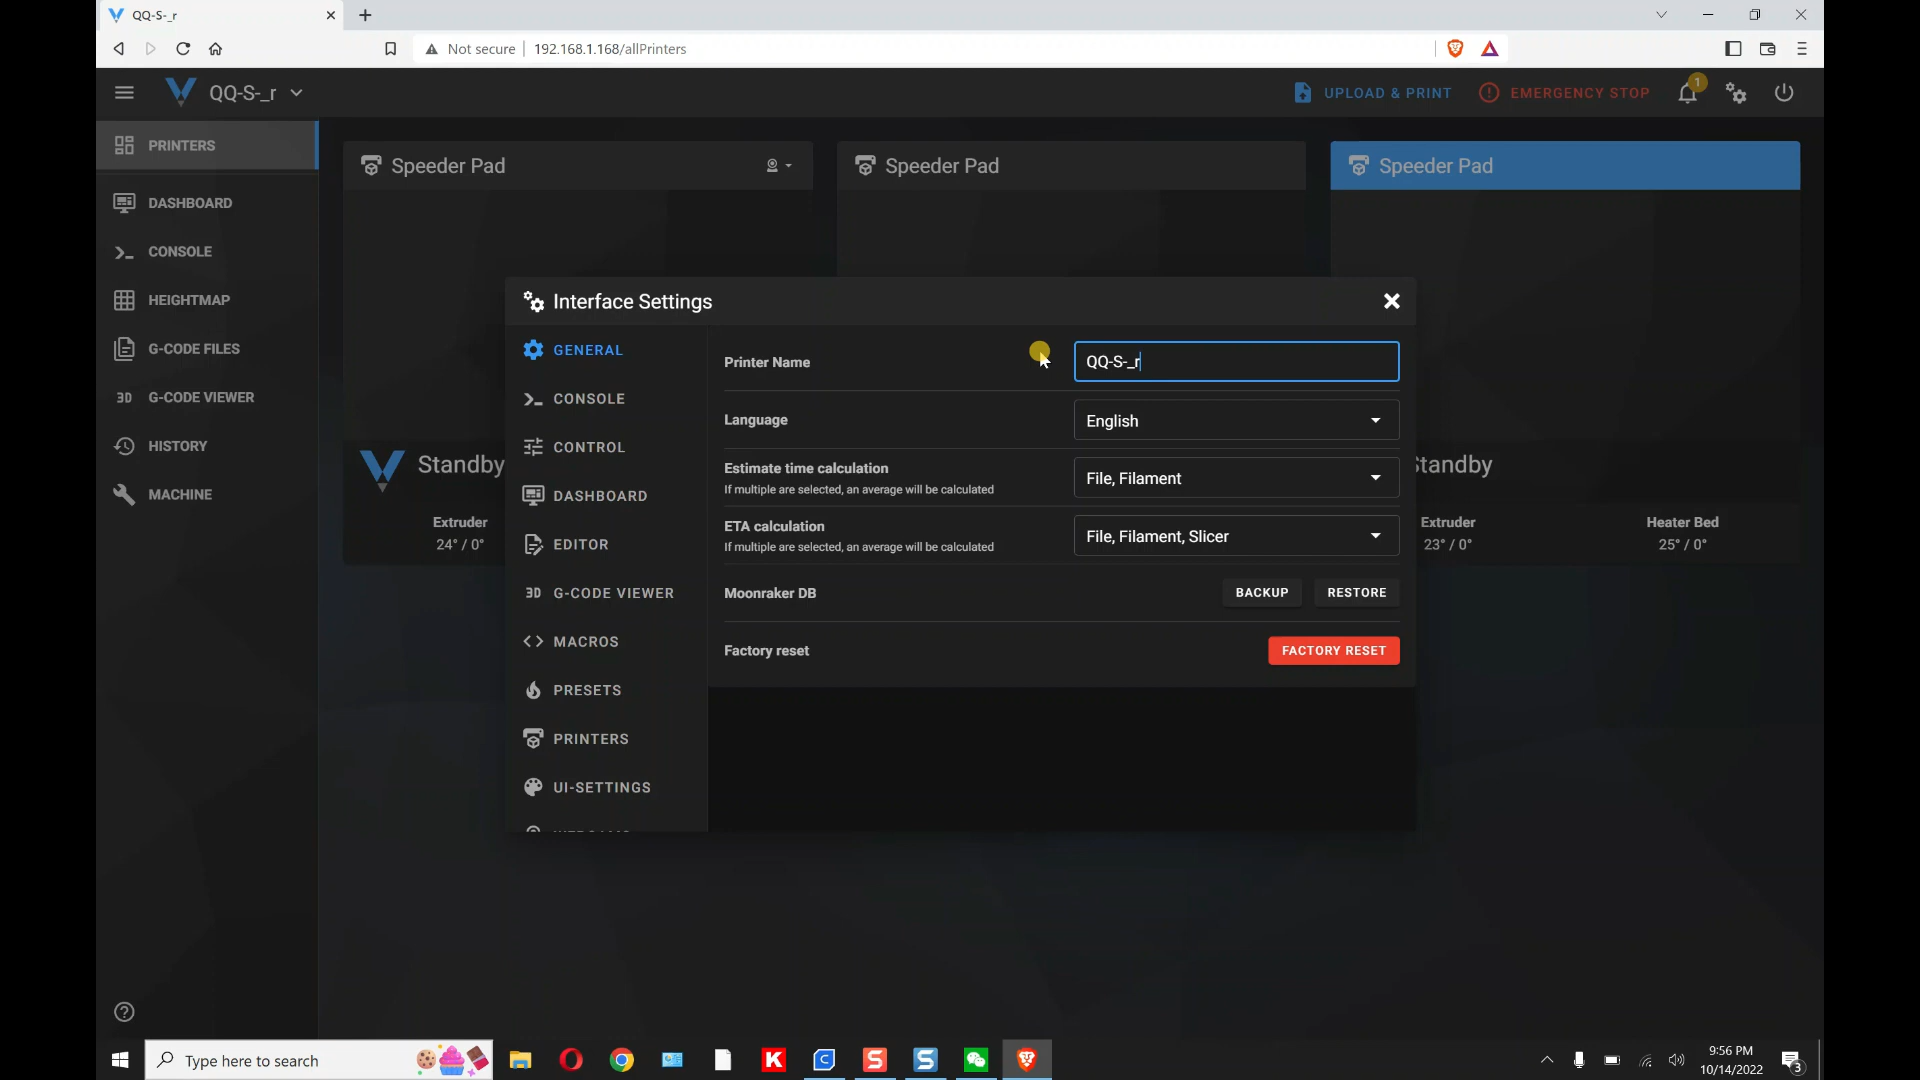 QQ-S-_r
Not secure
192.168.1.168/allPrinters
QQ-S-_r
UPLOAD & PRINT
EMERGENCY STOP
1
PRINTERS
DASHBOARD
CONSOLE
HEIGHTMAP
G-CODE FILES
3D G-CODE VIEWER
HISTORY
MACHINE
Speeder Pad
Speeder Pad
Speeder Pad
Standby
Extruder
24° / 0°
Standby
Extruder
23° / 0°
Heater Bed
25° / 0°
Interface Settings
GENERAL
CONSOLE
CONTROL
DASHBOARD
EDITOR
3D G-CODE VIEWER
MACROS
PRESETS
PRINTERS
UI-SETTINGS
Printer Name
QQ-S-_r
Language
English
Estimate time calculation
If multiple are selected, an average will be calculated
File, Filament
ETA calculation
If multiple are selected, an average will be calculated
File, Filament, Slicer
Moonraker DB
BACKUP
RESTORE
Factory reset
FACTORY RESET
Type here to search
K
C
S
S
9:56 PM
10/14/2022
3